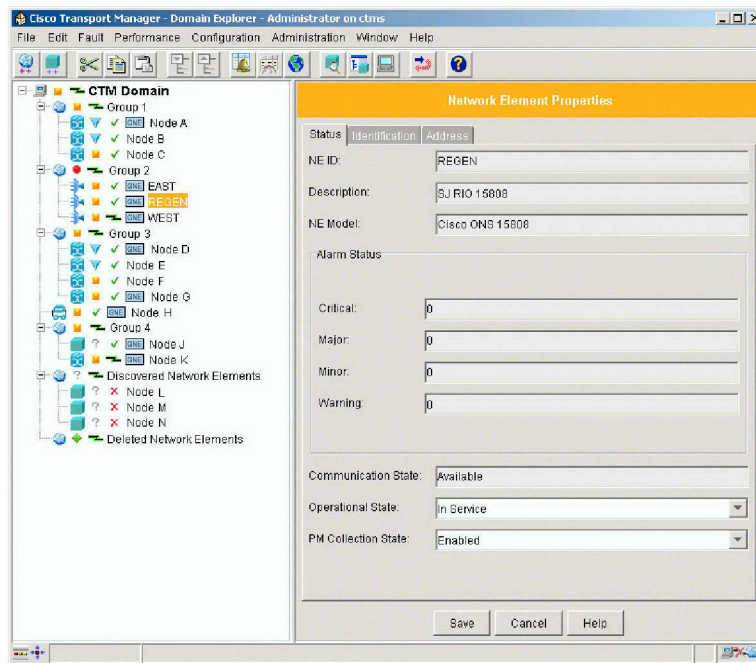 Cisco Transport Manager - Domain Explorer - Administrator on ctms
File Edit Fault Performance Configuration Administration Window Help
CTM Domain
Group 1
GNE Node A
Node B
Node C
Group 2
GNE EAST
GNE REGEN
GNE WEST
Group 3
GNE Node D
Node E
Node F
GNE Node G
GNE Node H
Group 4
? GNE Node J
GNE Node K
? Discovered Network Elements
? Node L
? Node M
? Node N
Deleted Network Elements
Network Element Properties
Status Identification Address
NE ID: REGEN
Description: SJ RIO 15808
NE Model: Cisco ONS 15808
Alarm Status
Critical: 0
Major: 0
Minor: 0
Warning: 0
Communication State: Available
Operational State: In Service
PM Collection State: Enabled
Save Cancel Help